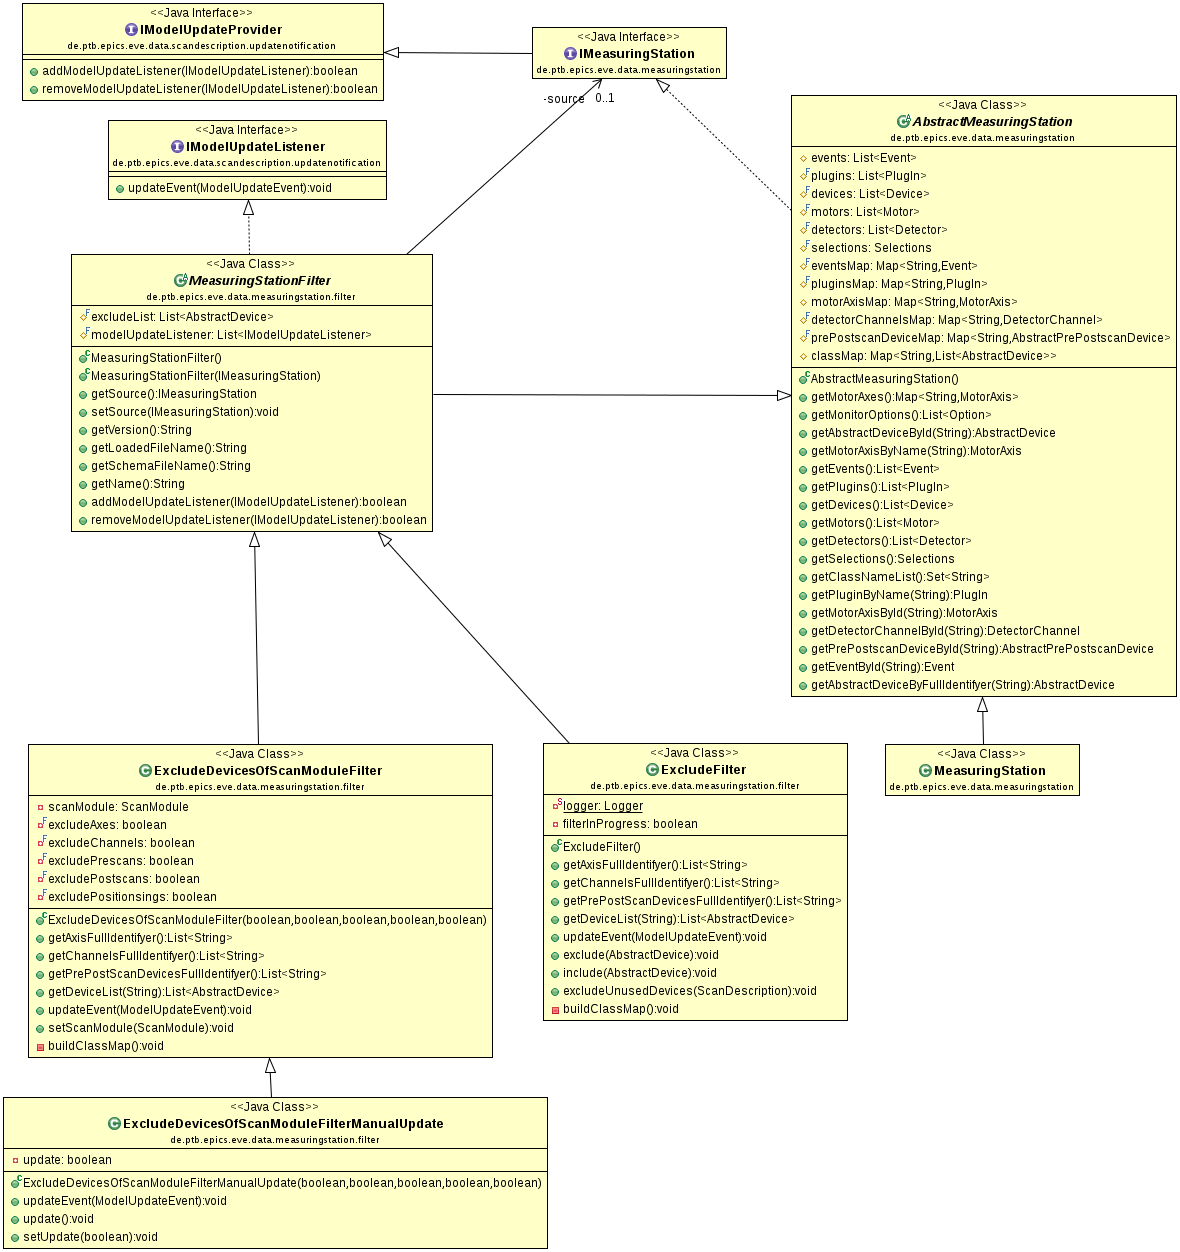 <<Java Interface>>
IModelUpdateProvider
de.ptb.epics.eve.data.scandescription.updatenotification
addModelUpdateListener(IModelUpdateListener):boolean
removeModelUpdateListener(IModelUpdateListener):boolean
<<Java Interface>>
IMeasuringStation
de.ptb.epics.eve.data.measuringstation
-source 0..1
<<Java Interface>>
IModelUpdateListener
de.ptb.epics.eve.data.scandescription.updatenotification
updateEvent(ModelUpdateEvent):void
<<Java Class>>
AbstractMeasuringStation
de.ptb.epics.eve.data.measuringstation
events: List<Event>
plugins: List<PlugIn>
devices: List<Device>
motors: List<Motor>
detectors: List<Detector>
selections: Selections
eventsMap: Map<String,Event>
pluginsMap: Map<String,PlugIn>
motorAxisMap: Map<String,MotorAxis>
detectorChannelsMap: Map<String,DetectorChannel>
prePostscanDeviceMap: Map<String,AbstractPrePostscanDevice>
classMap: Map<String,List<AbstractDevice>>
AbstractMeasuringStation()
getMotorAxes():Map<String,MotorAxis>
getMonitorOptions():List<Option>
getAbstractDeviceById(String):AbstractDevice
getMotorAxisByName(String):MotorAxis
getEvents():List<Event>
getPlugins():List<PlugIn>
getDevices():List<Device>
getMotors():List<Motor>
getDetectors():List<Detector>
getSelections():Selections
getClassNameList():Set<String>
getPluginByName(String):PlugIn
getMotorAxisById(String):MotorAxis
getDetectorChannelById(String):DetectorChannel
getPrePostscanDeviceById(String):AbstractPrePostscanDevice
getEventById(String):Event
getAbstractDeviceByFullIdentifyer(String):AbstractDevice
<<Java Class>>
MeasuringStationFilter
de.ptb.epics.eve.data.measuringstation.filter
excludeList: List<AbstractDevice>
modelUpdateListener: List<IModelUpdateListener>
MeasuringStationFilter()
MeasuringStationFilter(IMeasuringStation)
getSource():IMeasuringStation
setSource(IMeasuringStation):void
getVersion():String
getLoadedFileName():String
getSchemaFileName():String
getName():String
addModelUpdateListener(IModelUpdateListener):boolean
removeModelUpdateListener(IModelUpdateListener):boolean
<<Java Class>>
ExcludeDevicesOfScanModuleFilter
de.ptb.epics.eve.data.measuringstation.filter
scanModule: ScanModule
excludeAxes: boolean
excludeChannels: boolean
excludePrescans: boolean
excludePostscans: boolean
excludePositionsings: boolean
ExcludeDevicesOfScanModuleFilter(boolean,boolean,boolean,boolean,boolean)
getAxisFullIdentifyer():List<String>
getChannelsFullIdentifyer():List<String>
getPrePostScanDevicesFullIdentifyer():List<String>
getDeviceList(String):List<AbstractDevice>
updateEvent(ModelUpdateEvent):void
setScanModule(ScanModule):void
buildClassMap():void
<<Java Class>>
ExcludeFilter
de.ptb.epics.eve.data.measuringstation.filter
logger: Logger
filterInProgress: boolean
ExcludeFilter()
getAxisFullIdentifyer():List<String>
getChannelsFullIdentifyer():List<String>
getPrePostScanDevicesFullIdentifyer():List<String>
getDeviceList(String):List<AbstractDevice>
updateEvent(ModelUpdateEvent):void
exclude(AbstractDevice):void
include(AbstractDevice):void
excludeUnusedDevices(ScanDescription):void
buildClassMap():void
<<Java Class>>
MeasuringStation
de.ptb.epics.eve.data.measuringstation
<<Java Class>>
ExcludeDevicesOfScanModuleFilterManualUpdate
de.ptb.epics.eve.data.measuringstation.filter
update: boolean
ExcludeDevicesOfScanModuleFilterManualUpdate(boolean,boolean,boolean,boolean,boolean)
updateEvent(ModelUpdateEvent):void
update():void
setUpdate(boolean):void